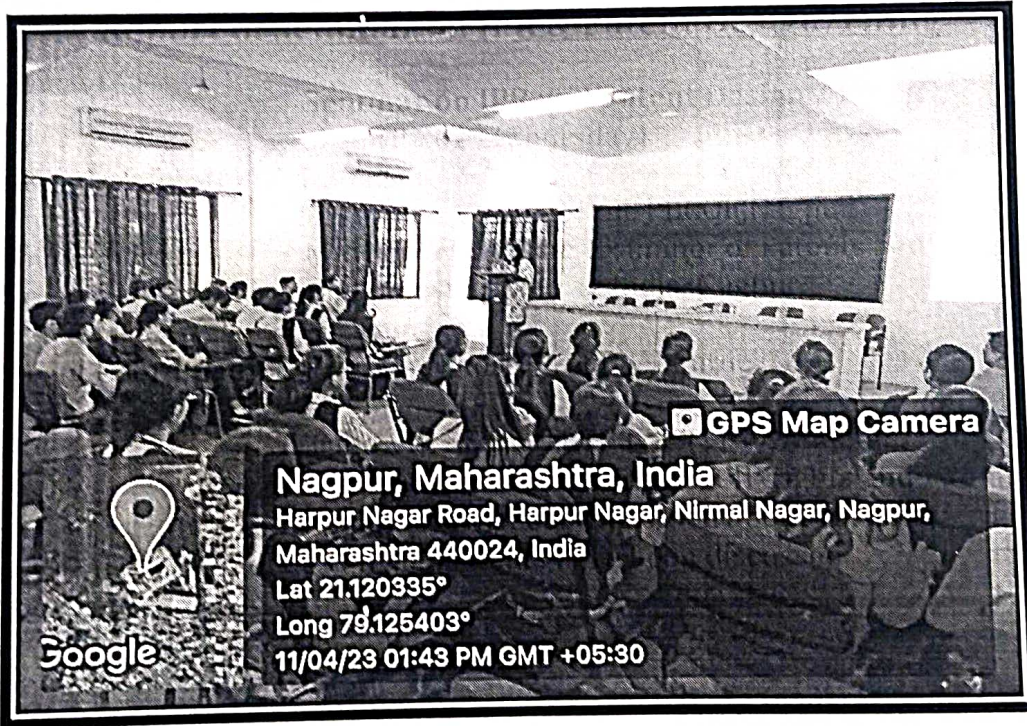 GPS Map Camera
Nagpur, Maharashtra, India
Harpur Nagar Road, Harpur Nagar, Nirmal Nagar, Nagpur,
Maharashtra 440024, India
Lat 21.120335°
Long 79.125403°
11/04/23 01:43 PM GMT +05:30
Google